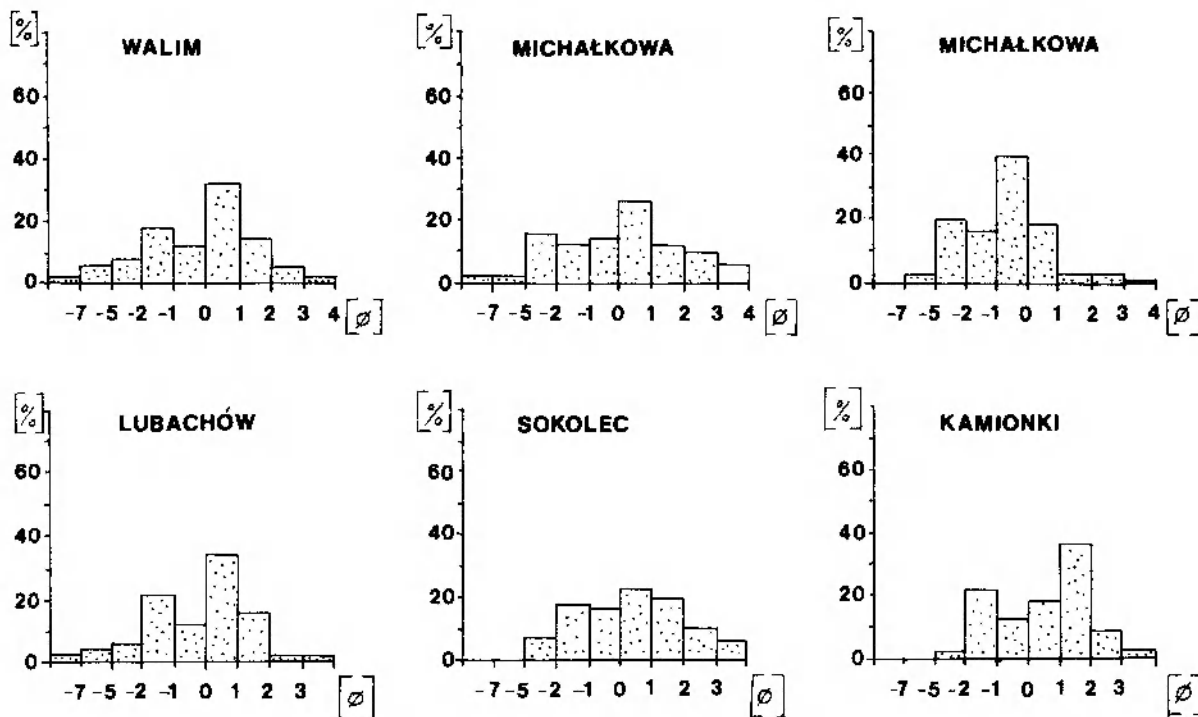 [%] WALIM
60
40
20
0
-7 -5 -2 -1 0 1 2 3 4 [ø]
[%] MICHAŁKOWA
60
40
20
0
-7 -5 -2 -1 0 1 2 3 4 [ø]
[%] MICHAŁKOWA
60
40
20
0
-7 -5 -2 -1 0 1 2 3 4 [ø]
[%] LUBACHÓW
60
40
20
0
-7 -5 -2 -1 0 1 3 [ø]
[%] SOKOLEC
60
40
20
0
-7 -5 -2 -1 0 1 2 3 [ø]
[%] KAMIONKI
60
40
20
0
-7 -5 -2 -1 0 1 2 3 [ø]